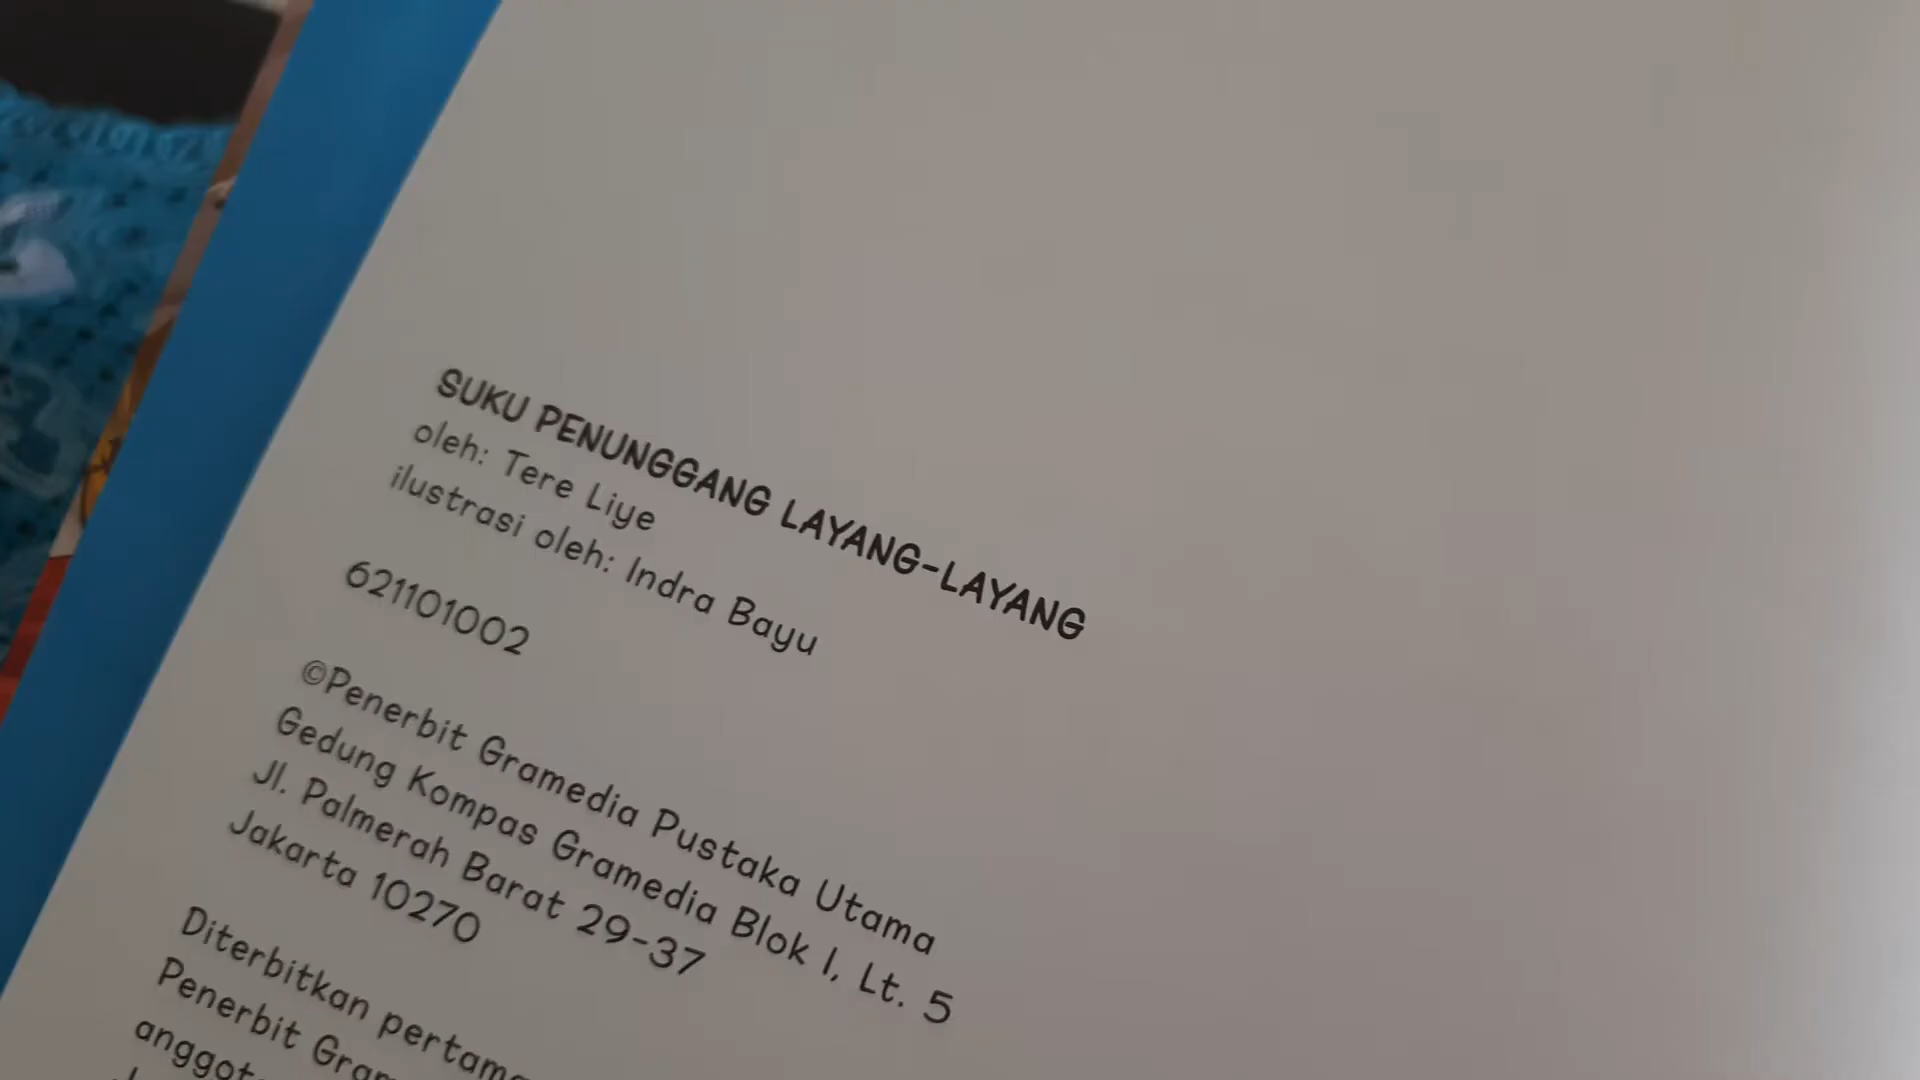 SUKU PENUNGGANG LAYANG-LAYANG
oleh: Tere Liye
ilustrasi oleh: Indra Bayu
621101002
©Penerbit Gramedia Pustaka Utama
Gedung Kompas Gramedia Blok I, Lt. 5
Jl. Palmerah Barat 29-37
Jakarta 10270
Diterbitkan pertama
Penerbit